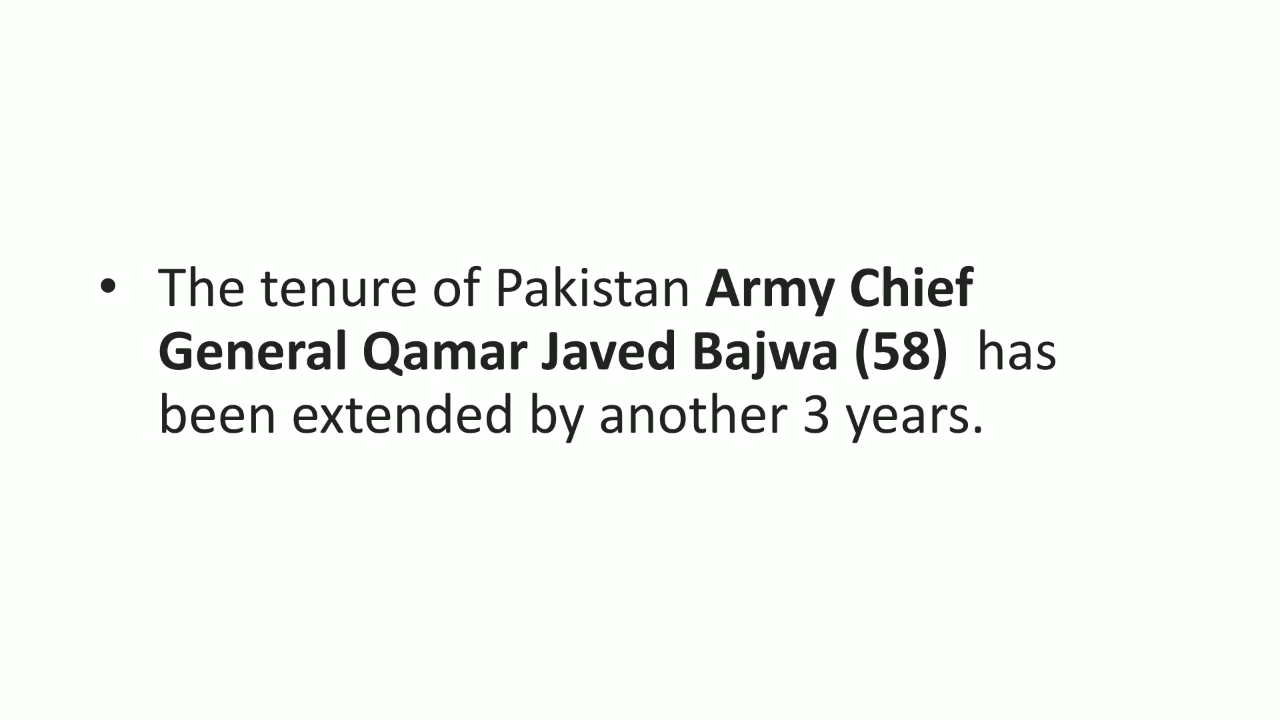 • The tenure of Pakistan Army Chief
General Qamar Javed Bajwa (58)  has
been extended by another 3 years.